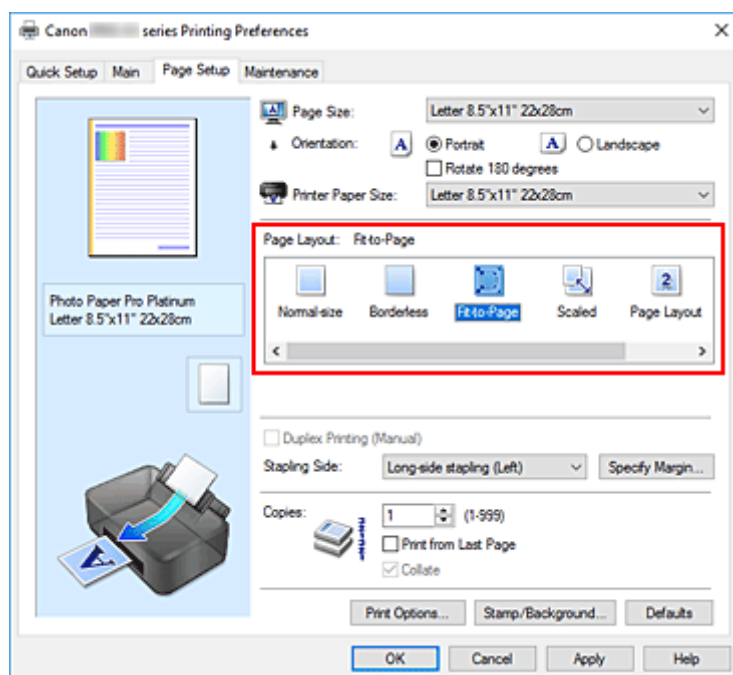 Canon series Printing Preferences
Quick Setup Main Page Setup Maintenance
Page Size: Letter 8.5"x11" 22x28cm
Orientation: A Portrait A Landscape
Rotate 180 degrees
Printer Paper Size: Letter 8.5"x11" 22x28cm
Page Layout: Fit-to-Page
2
Normal-size Borderless Fit-to-Page Scaled Page Layout
Photo Paper Pro Platinum
Letter 8.5"x11" 22x28cm
Duplex Printing (Manual)
Stapling Side: Long-side stapling (Left) Specify Margin...
Copies: 1 (1-999)
Print from Last Page
Collate
A
Print Options... Stamp/Background... Defaults
OK Cancel Apply Help